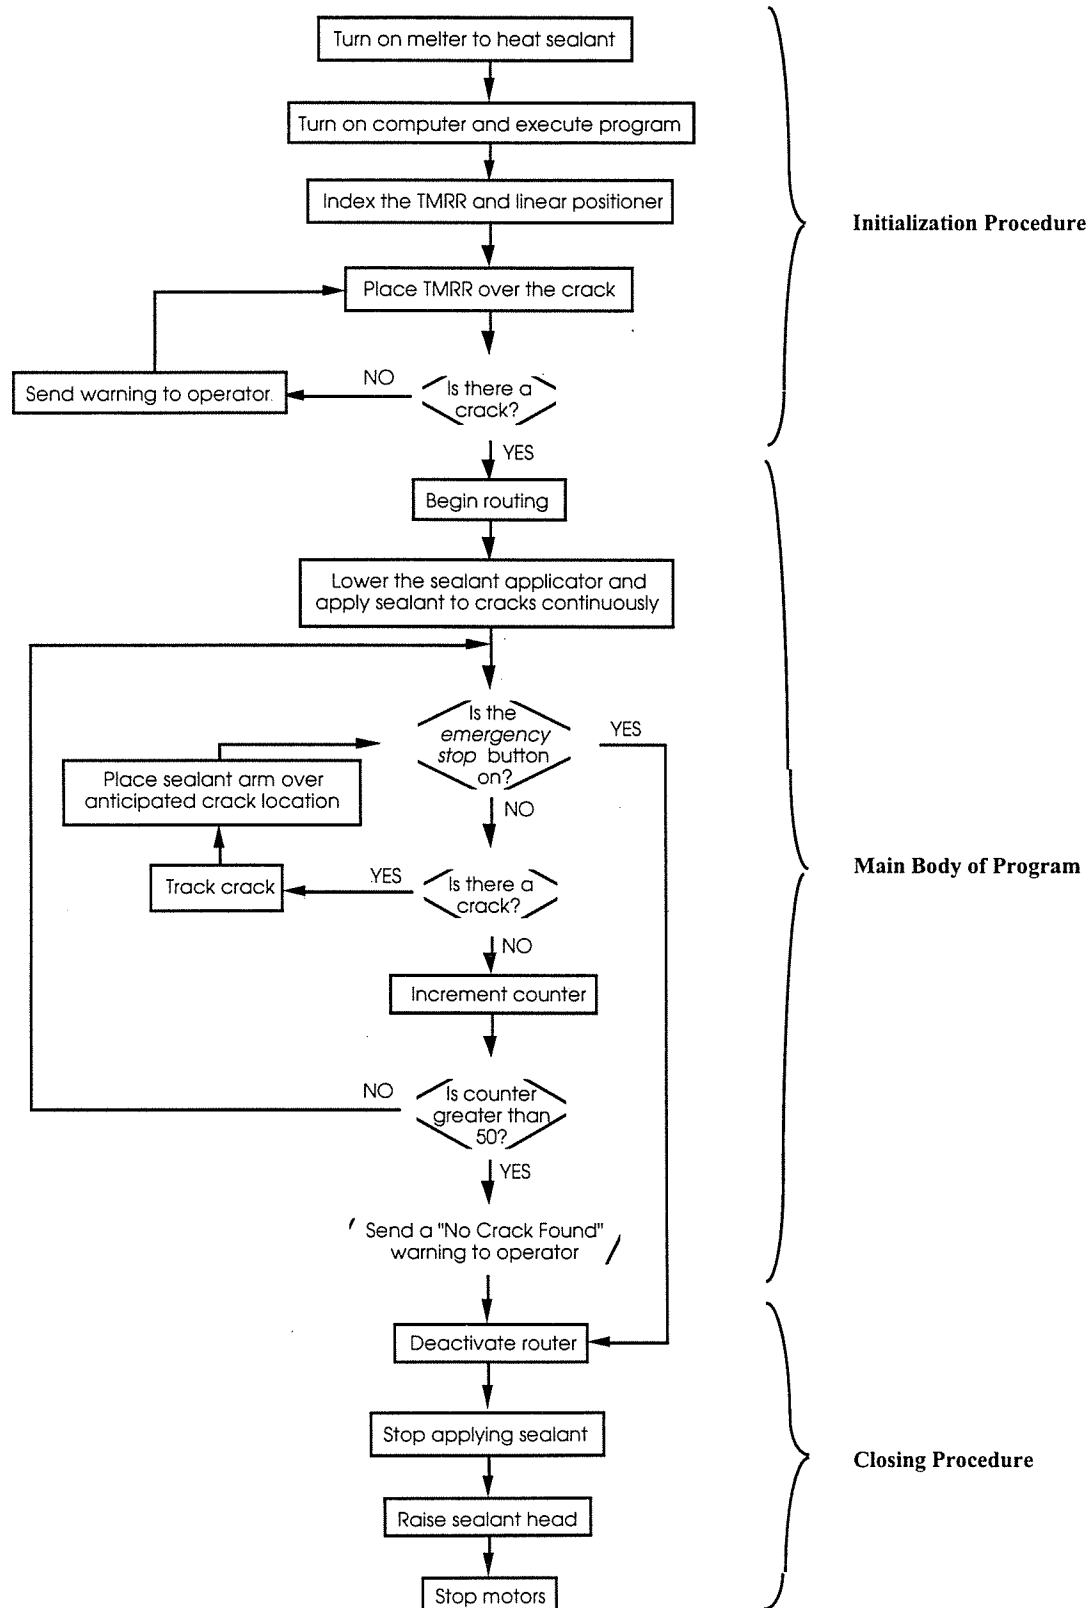 Turn on melter to heat sealant
Turn on computer and execute program
Index the TMRR and linear positioner
Initialization Procedure
Place TMRR over the crack
NO
Send warning to operator.
Is there a
crack?
YES
Begin routing
Lower the sealant applicator and
apply sealant to cracks continuously
Is the
emergency
stop button
on?
YES
Place sealant arm over
anticipated crack location
NO
Main Body of Program
Track crack
YES
Is there a
crack?
NO
Increment counter
NO
Is counter
greater than
50?
YES
Send a "No Crack Found"
warning to operator
Deactivate router
Stop applying sealant
Closing Procedure
Raise sealant head
Stop motors